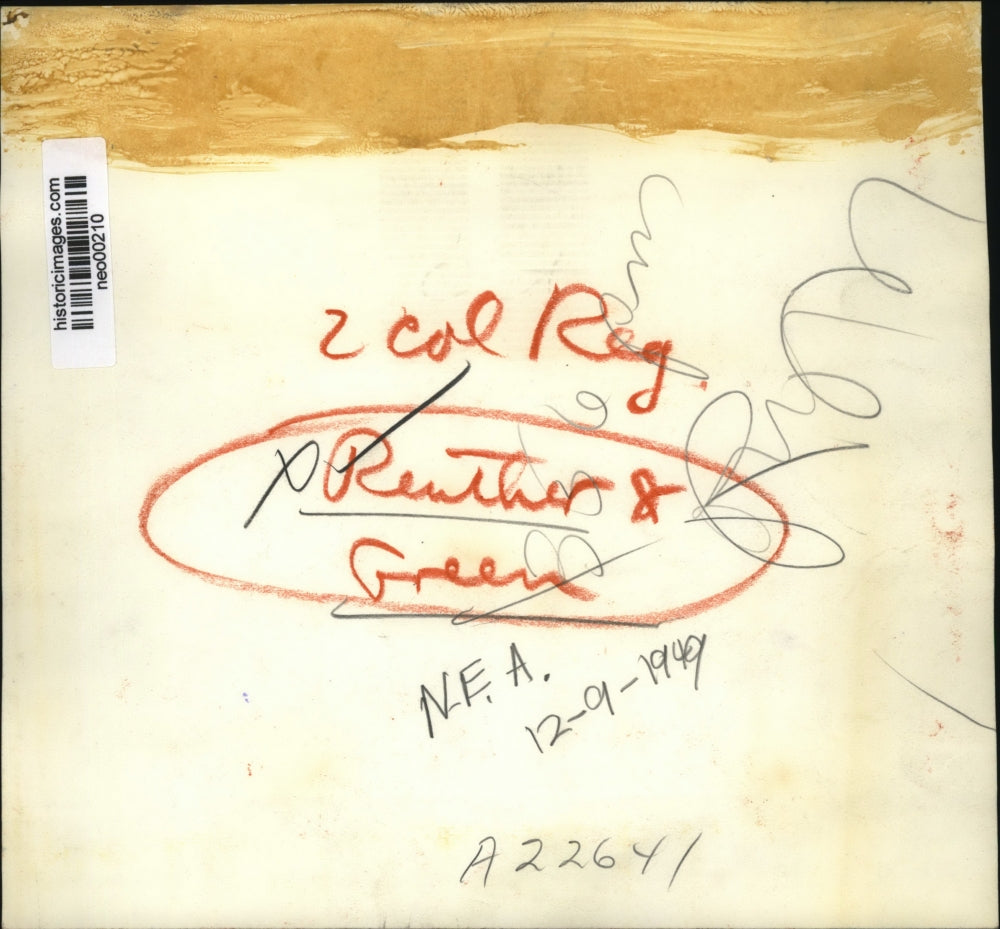 historicimages.com
neo00210
2 col Reg.
Reuther &
Green
N.E.A.
12-9-1949
A22641